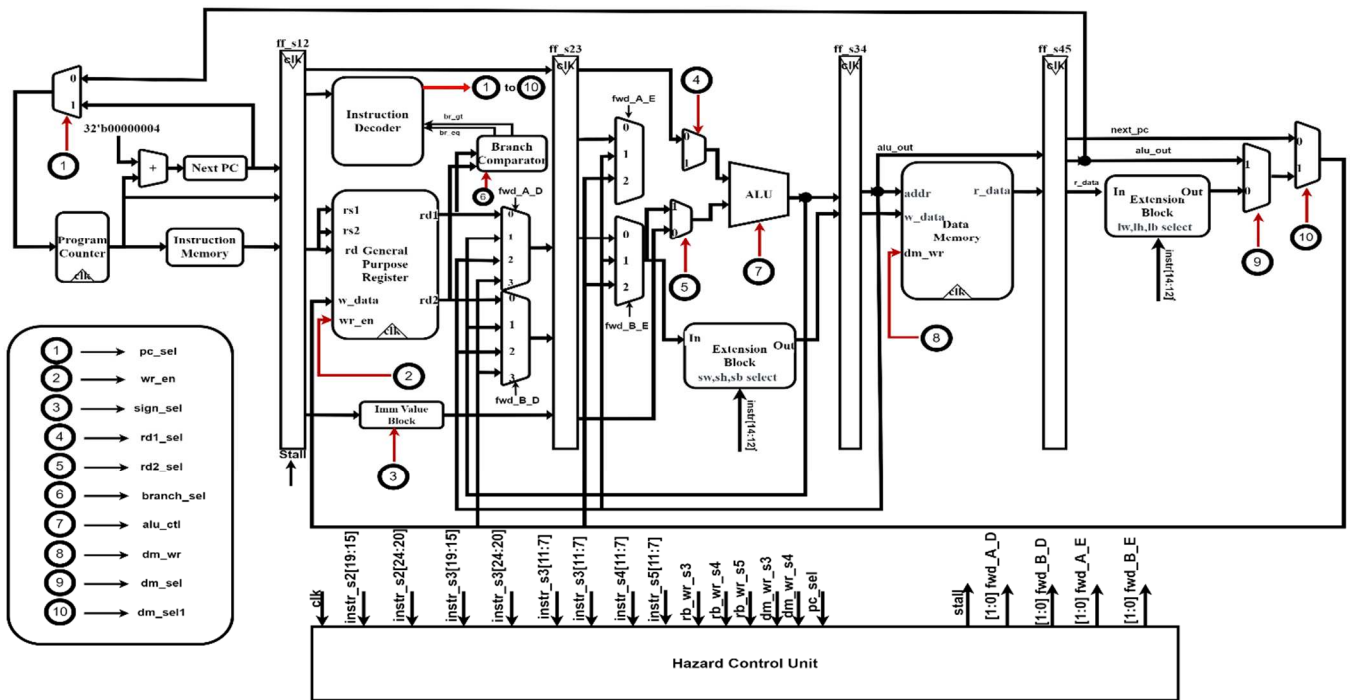 ff_s12
clk
ff_s23
clk
ff_s34
clk
ff_s45
clk
0
1
1
32'b00000004
+
Next PC
Program
Counter
clk
Instruction
Memory
Instruction
Decoder
1 to 10
br_gt
br_eq
Branch
Comparator
6
fwd_A_D
rs1
rs2
rd
General
Purpose
Register
rd1
rd2
w_data
wr_en
clk
2
0
1
2
3
0
1
2
3
fwd_B_D
Imm Value
Block
3
Stall
fwd_A_E
0
1
2
0
1
2
fwd_B_E
4
0
1
1
0
5
ALU
7
In
Out
Extension
Block
sw,sh,sb select
instr[14:12]
alu_out
addr
w_data
dm_wr
r_data
Data
Memory
clk
8
next_pc
alu_out
r_data
In
Out
Extension
Block
lw,lh,lb select
instr[14:12]
1
0
9
0
1
10
1 pc_sel
2 wr_en
3 sign_sel
4 rd1_sel
5 rd2_sel
6 branch_sel
7 alu_ctl
8 dm_wr
9 dm_sel
10 dm_sel1
clk
instr_s2[19:15]
instr_s2[24:20]
instr_s3[19:15]
instr_s3[24:20]
instr_s3[11:7]
instr_s3[11:7]
instr_s4[11:7]
instr_s5[11:7]
rb_wr_s3
rb_wr_s4
rb_wr_s5
dm_wr_s3
dm_wr_s4
pc_sel
stall
[1:0] fwd_A_D
[1:0] fwd_B_D
[1:0] fwd_A_E
[1:0] fwd_B_E
Hazard Control Unit